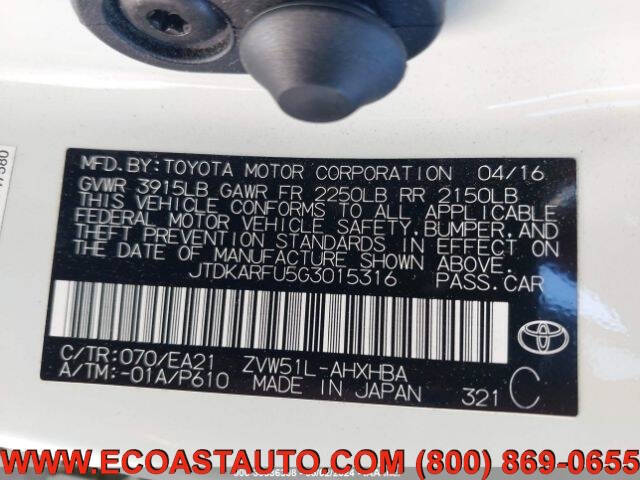 MFD.BY: TOYOTA MOTOR CORPORATION 04/16
GVWR 3915LB GAWR FR 2250LB RR 2150LB
THIS VEHICLE CONFORMS TO ALL APPLICABLE
FEDERAL MOTOR VEHICLE SAFETY, BUMPER, AND
THEFT PREVENTION STANDARDS IN EFFECT ON
THE DATE OF MANUFACTURE SHOWN ABOVE.
JTDKARFU5G3015316 PASS.CAR
C/TR:070/EA21 ZVW51L-AHXHBA
A/TM:-01A/P610 MADE IN JAPAN 321 C
TOYOTA
WWW.ECOASTAUTO.COM (800) 869-0655